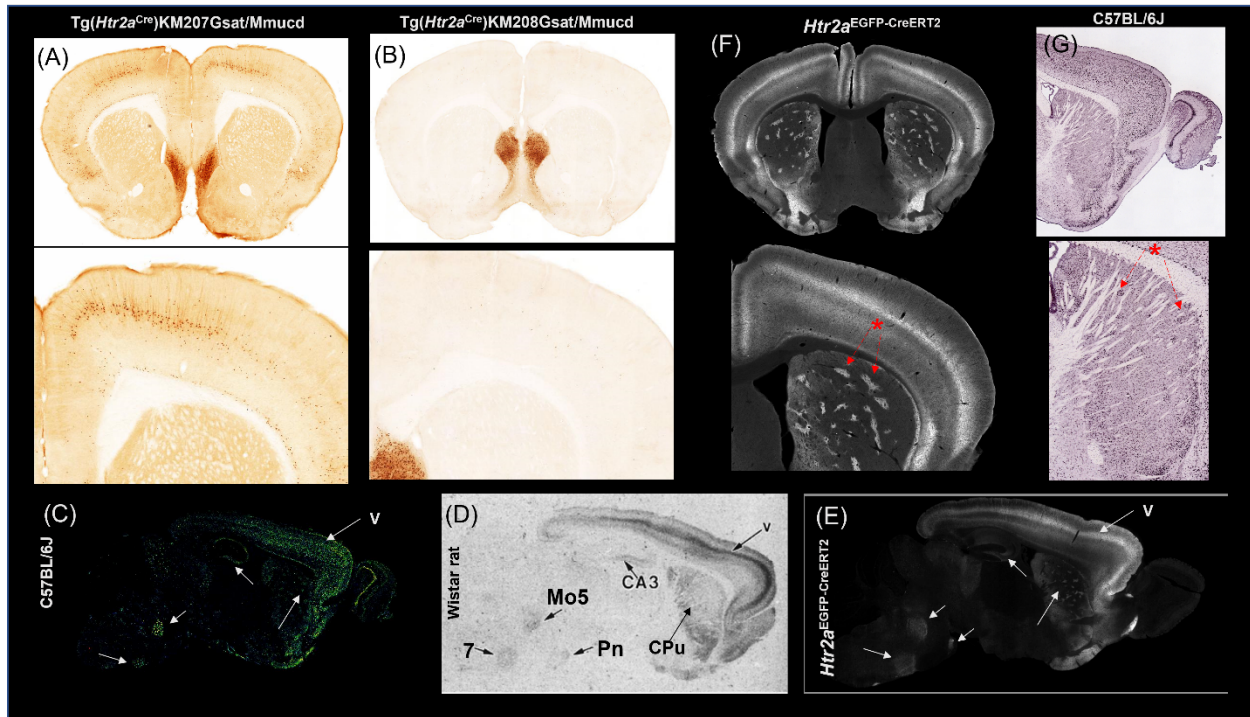 Tg(Htr2aCre)KM207Gsat/Mmucd
Tg(Htr2aCre)KM208Gsat/Mmucd
Htr2aEGFP-CreERT2
C57BL/6J
(A)
(B)
(F)
(G)
*
*
(C)
C57BL/6J
V
(D)
Wistar rat
V
CA3
Mo5
CPu
7
Pn
(E)
Htr2aEGFP-CreERT2
V